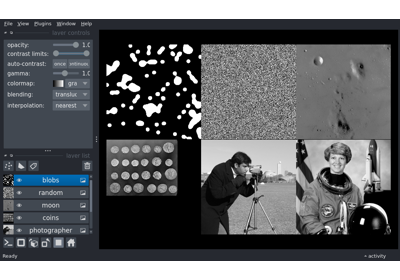 File View Plugins Window Help
layer controls
opacity: 1.0
contrast limits:
auto-contrast: once
gamma: 1.0
colormap: gra
blending: translu
interpolation: nearest
layer list
blobs
random
moon
coins
photographer
Ready activity